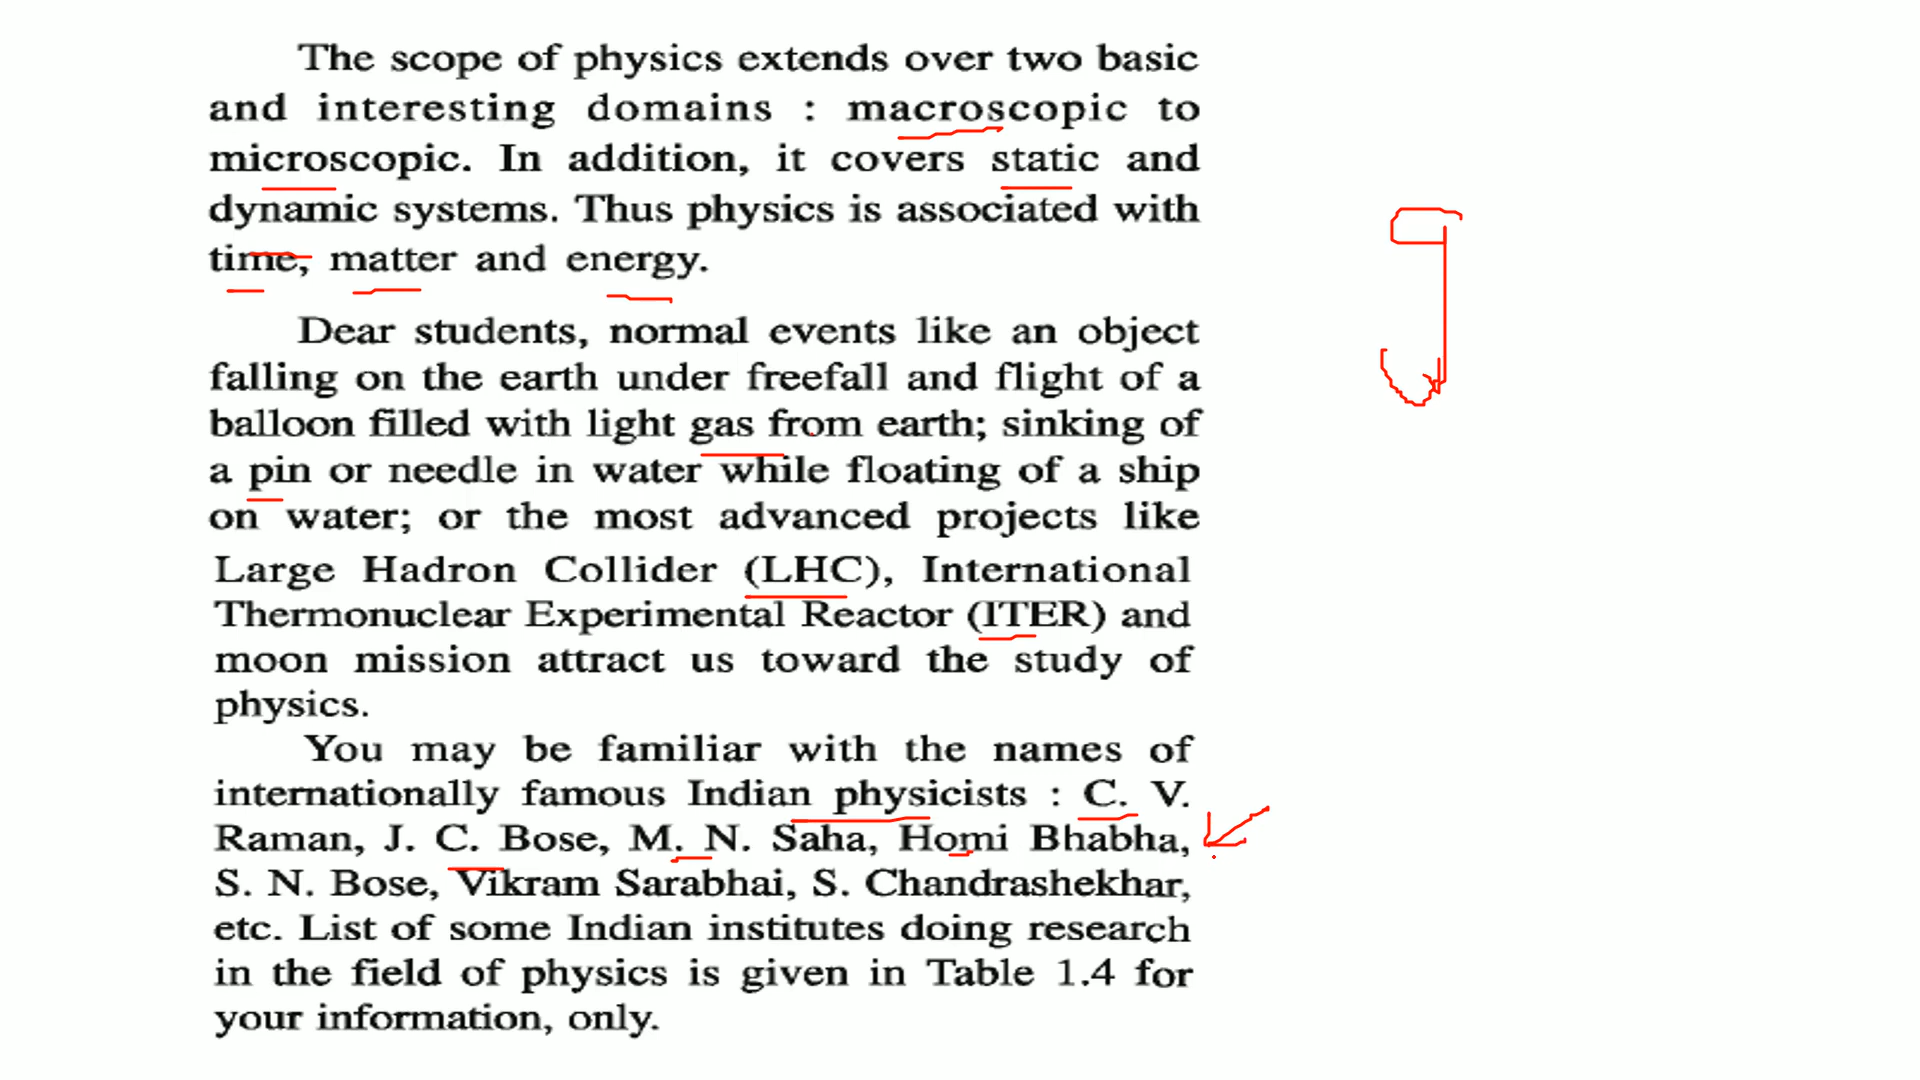 The scope of physics extends over two basic
and interesting domains : macroscopic to
microscopic. In addition, it covers static and
dynamic systems. Thus physics is associated with
time, matter and energy.
Dear students, normal events like an object
falling on the earth under freefall and flight of a
balloon filled with light gas from earth; sinking of
a pin or needle in water while floating of a ship
on water; or the most advanced projects like
Large Hadron Collider (LHC), International
Thermonuclear Experimental Reactor (ITER) and
moon mission attract us toward the study of
physics.
You may be familiar with the names of
internationally famous Indian physicists : C. V.
Raman, J. C. Bose, M. N. Saha, Homi Bhabha,
S. N. Bose, Vikram Sarabhai, S. Chandrashekhar,
etc. List of some Indian institutes doing research
in the field of physics is given in Table 1.4 for
your information, only.